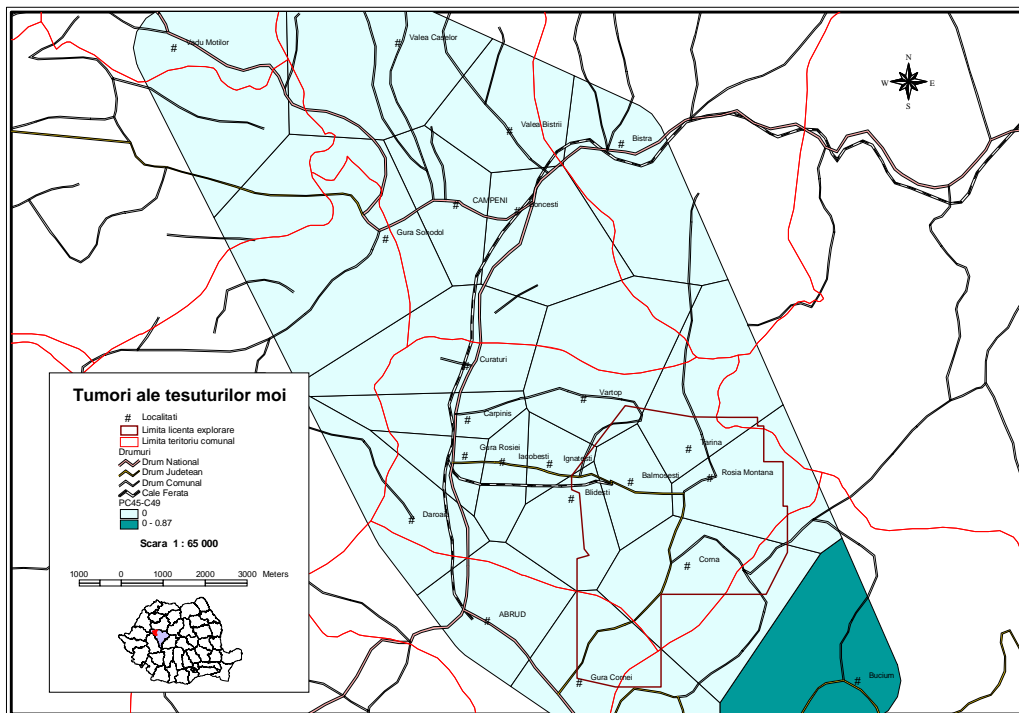 Vadu Motilor
Valea Caselor
N
W E
S
Valea Bistrii
Bistra
CAMPENI
Gura Sohodol
Curaturi
Vartop
Carpinis
Gura Rosiei
Iacobesti
Ignatesti
Tarina
Balmosesti
Rosia Montana
Blidesti
Daroaia
Corna
ABRUD
Gura Cornei
Bucium
Tumori ale tesuturilor moi
# Localitati
Limita licenta explorare
Limita teritoriu comunal
Drumuri
Drum National
Drum Judetean
Drum Comunal
Cale Ferata
PC45-C49
0
0 - 0.87
Scara 1 : 65 000
1000 0 1000 2000 3000 Meters